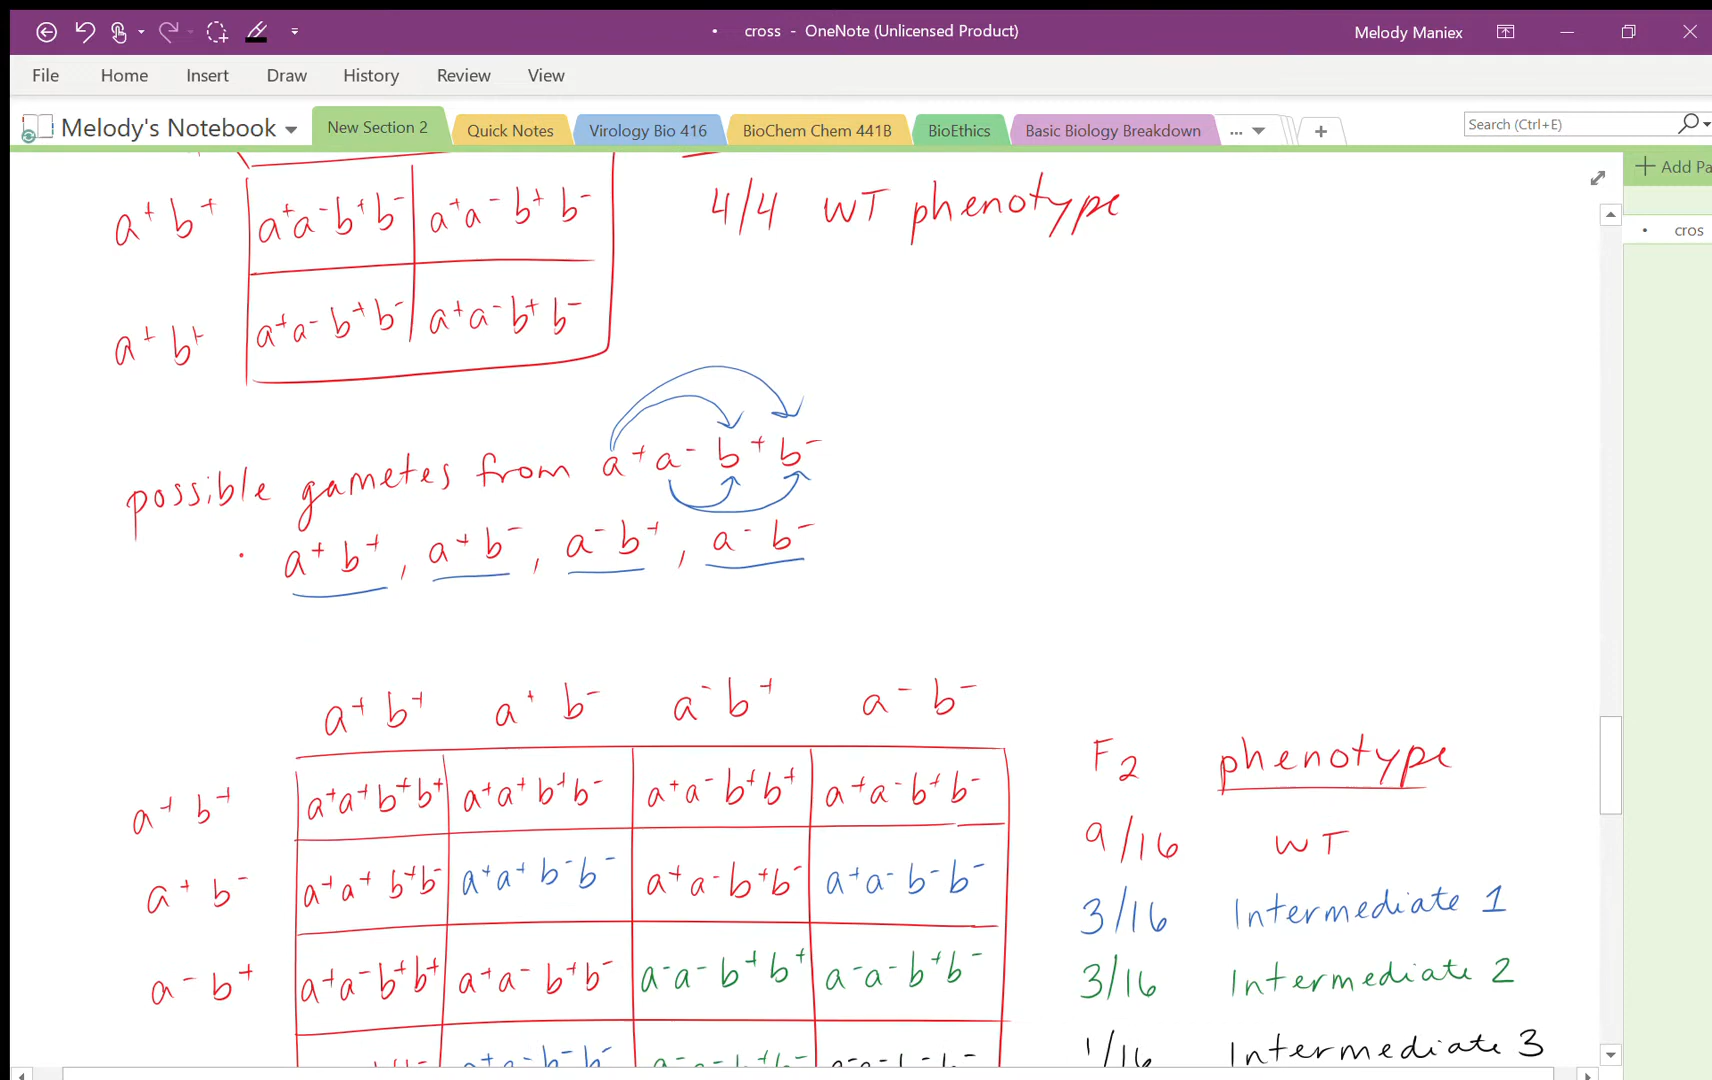 cross - OneNote (Unlicensed Product)
Melody Maniex
File Home Insert Draw History Review View
Melody's Notebook
New Section 2
Quick Notes
Virology Bio 416
BioChem Chem 441B
BioEthics
Basic Biology Breakdown
...
Search (Ctrl+E)
Add Pa
cros
a⁺ b⁺ a⁺a⁻b⁺b⁻ a⁺a⁻b⁺b⁻ 4/4 WT phenotype
a⁺ b⁺ a⁺a⁻b⁺b⁻ a⁺a⁻b⁺b⁻
possible gametes from a⁺a⁻b⁺b⁻
a⁺b⁺, a⁺b⁻, a⁻b⁺, a⁻b⁻
a⁺b⁺ a⁺b⁻ a⁻b⁺ a⁻b⁻
F₂ phenotype
a⁺b⁺ a⁺a⁺b⁺b⁺ a⁺a⁺b⁺b⁻ a⁺a⁻b⁺b⁺ a⁺a⁻b⁺b⁻
9/16 WT
a⁺b⁻ a⁺a⁺b⁺b⁻ a⁺a⁺b⁻b⁻ a⁺a⁻b⁺b⁻ a⁺a⁻b⁻b⁻
3/16 Intermediate 1
a⁻b⁺ a⁺a⁻b⁺b⁺ a⁺a⁻b⁺b⁻ a⁻a⁻b⁺b⁺ a⁻a⁻b⁺b⁻
3/16 Intermediate 2
a⁺a⁻b⁻b⁻ a⁻a⁻b⁺b⁻ a⁻a⁻b⁻b⁻
1/16 Intermediate 3